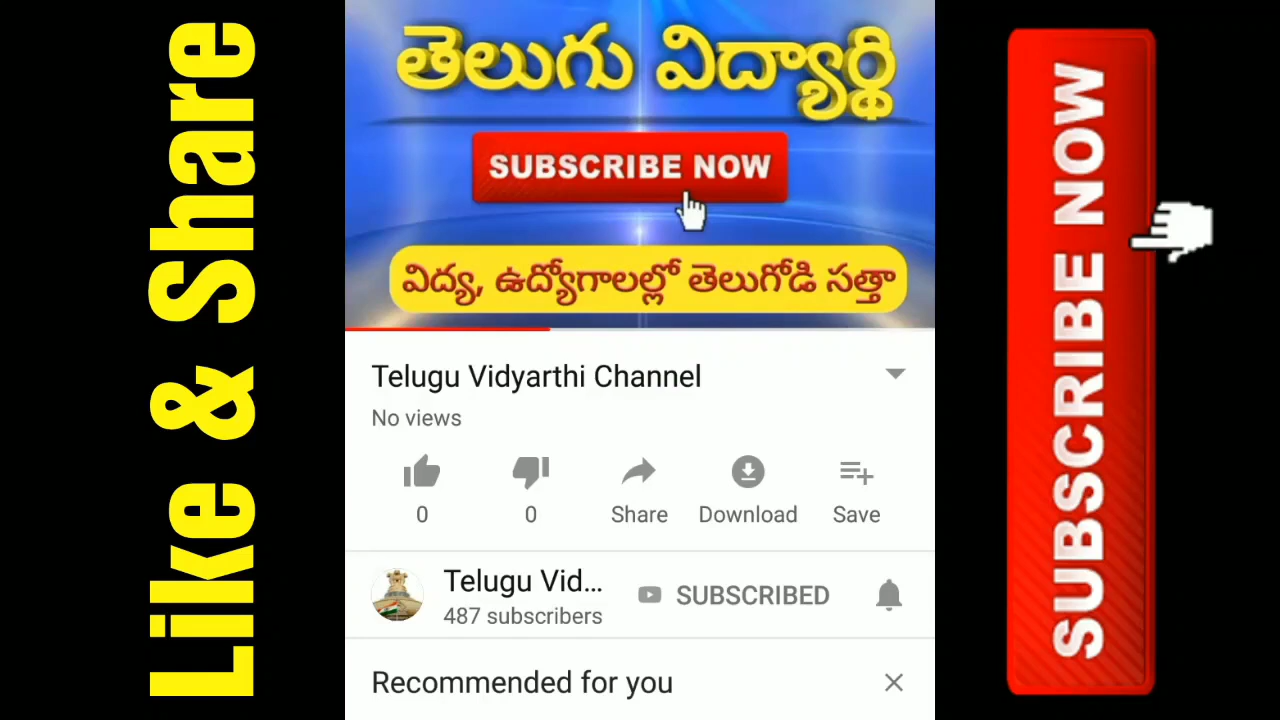 Like & Share
తెలుగు విద్యార్థి
SUBSCRIBE NOW
విద్య, ఉద్యోగాలల్లో తెలుగోడి సత్తా
Telugu Vidyarthi Channel
No views
0
0
Share
Download
Save
Telugu Vid...
SUBSCRIBED
487 subscribers
Recommended for you
SUBSCRIBE NOW